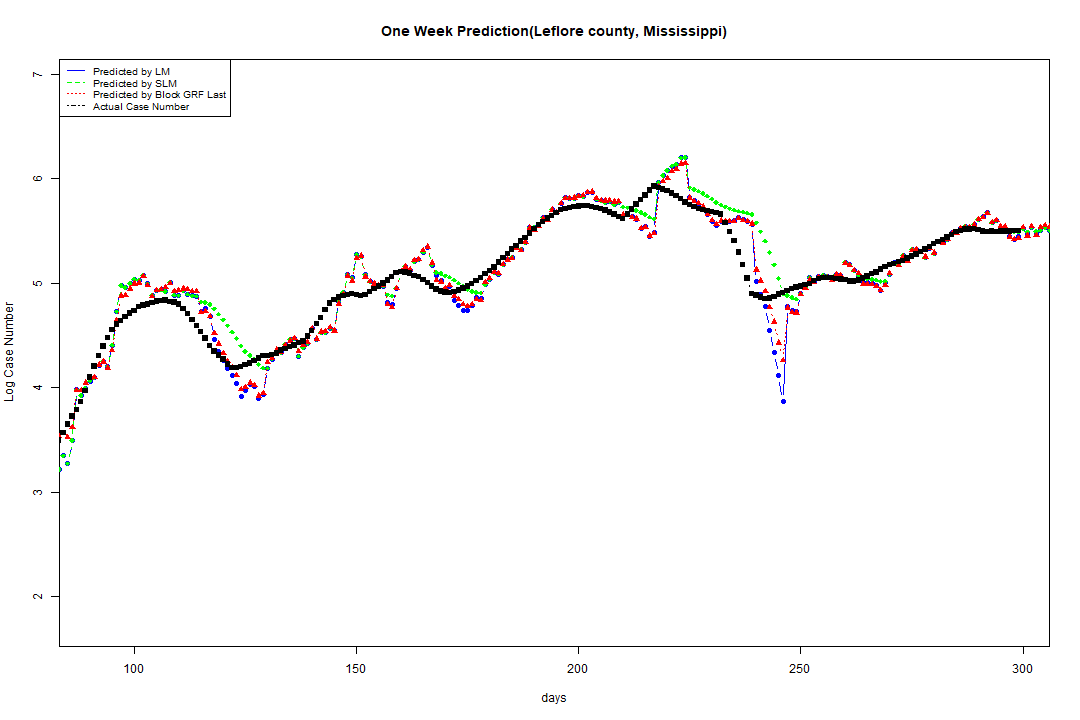 One Week Prediction(Leflore county, Mississippi)
Predicted by LM
Predicted by SLM
Predicted by Block GRF Last
Actual Case Number
7
6
5
4
3
2
Log Case Number
100 150 200 250 300
days